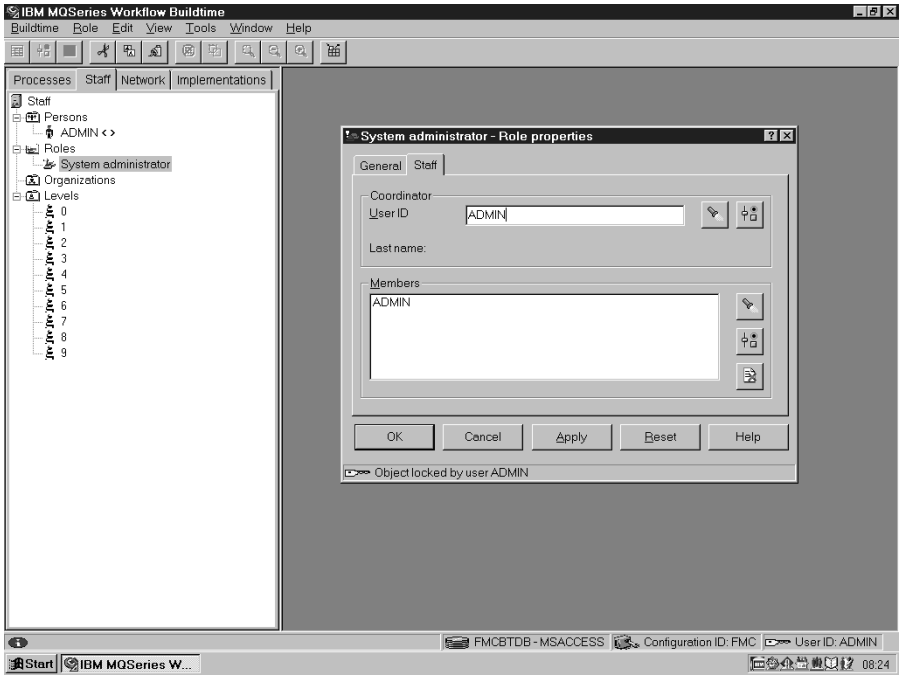 IBM MQSeries Workflow Buildtime
Buildtime Role Edit View Tools Window Help
Processes Staff Network Implementations
Staff
Persons
ADMIN <>
Roles
System administrator
Organizations
Levels
0
1
2
3
4
5
6
7
8
9
System administrator - Role properties
General Staff
Coordinator
User ID ADMIN
Last name:
Members
ADMIN
OK Cancel Apply Reset Help
Object locked by user ADMIN
FMCBTDB - MSACCESS Configuration ID: FMC User ID: ADMIN
Start IBM MQSeries W... 08:24